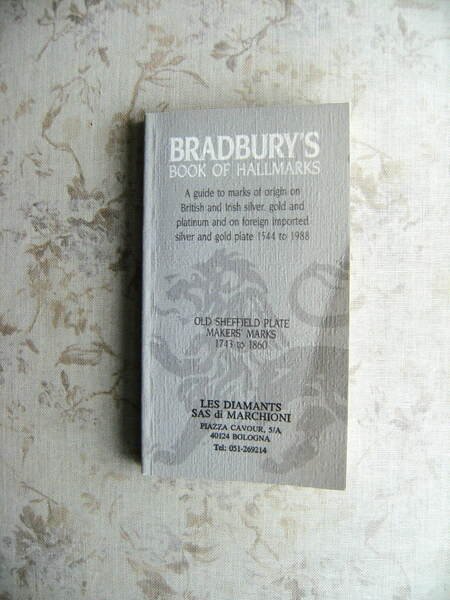 BRADBURY'S
BOOK OF HALLMARKS
A guide to marks of origin on
British and Irish silver, gold and
platinum and on foreign imported
silver and gold plate 1544 to 1988
OLD SHEFFIELD PLATE
MAKERS' MARKS
1743 to 1860
LES DIAMANTS
SAS di MARCHIONI
PIAZZA CAVOUR, 5/A
40124 BOLOGNA
Tel: 051-269214